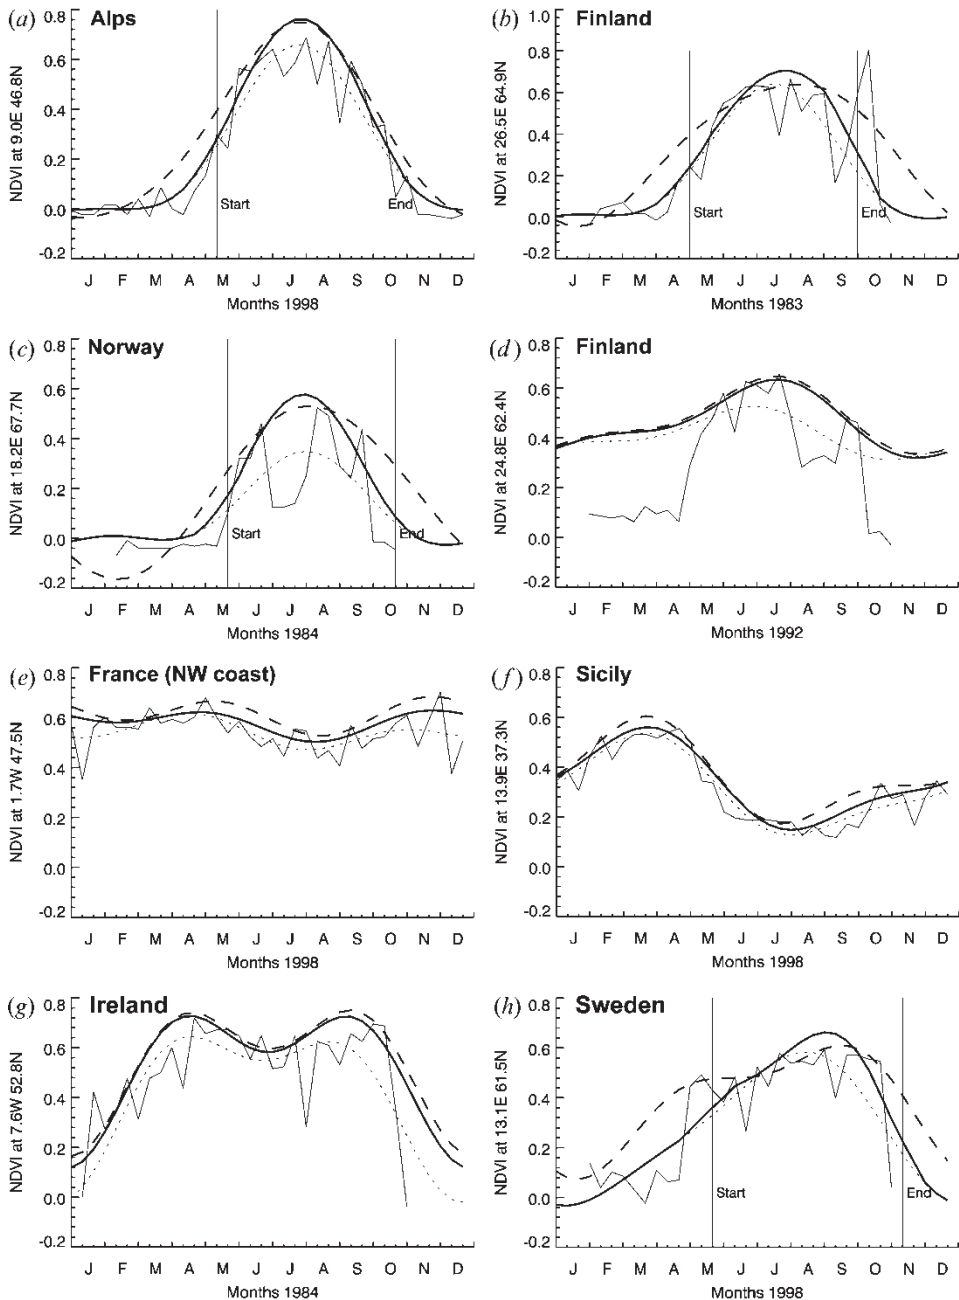 (a) Alps
0.8
0.6
0.4
0.2
0.0
-0.2
NDVI at 9.0E 46.8N
Start
End
J F M A M J J A S O N D
Months 1998
(b) Finland
1.0
0.8
0.6
0.4
0.2
0.0
-0.2
NDVI at 26.5E 64.9N
Start
End
J F M A M J J A S O N D
Months 1983
(c) Norway
0.8
0.6
0.4
0.2
0.0
-0.2
NDVI at 18.2E 67.7N
Start
End
J F M A M J J A S O N D
Months 1984
(d) Finland
0.8
0.6
0.4
0.2
0.0
-0.2
NDVI at 24.8E 62.4N
J F M A M J J A S O N D
Months 1992
(e) France (NW coast)
0.8
0.6
0.4
0.2
0.0
-0.2
NDVI at 1.7W 47.5N
J F M A M J J A S O N D
Months 1998
(f) Sicily
0.8
0.6
0.4
0.2
0.0
-0.2
NDVI at 13.9E 37.3N
J F M A M J J A S O N D
Months 1998
(g) Ireland
0.8
0.6
0.4
0.2
0.0
-0.2
NDVI at 7.6W 52.8N
J F M A M J J A S O N D
Months 1984
(h) Sweden
0.8
0.6
0.4
0.2
0.0
-0.2
NDVI at 13.1E 61.5N
Start
End
J F M A M J J A S O N D
Months 1998